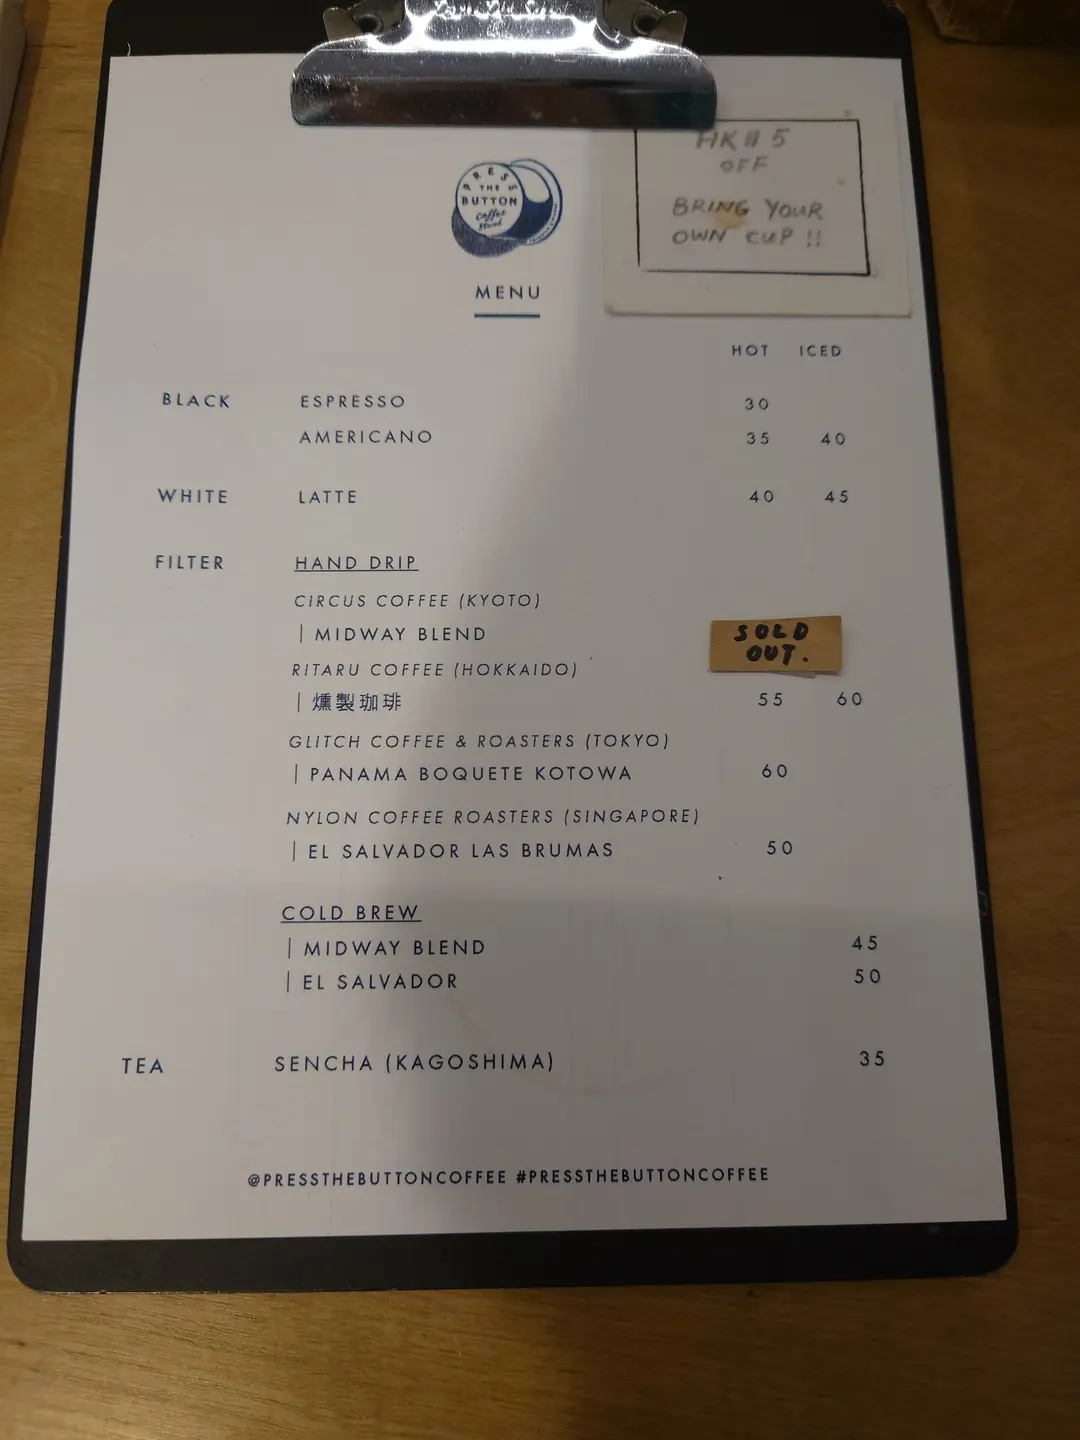 HK$ 5
OFF
BRING YOUR
OWN CUP !!
PRESS
THE
BUTTON
Coffee
Stand
MENU
HOT ICED
BLACK ESPRESSO 30
AMERICANO 35 40
WHITE LATTE 40 45
FILTER HAND DRIP
CIRCUS COFFEE (KYOTO)
| MIDWAY BLEND SOLD
OUT.
RITARU COFFEE (HOKKAIDO)
| 燻製珈琲 55 60
GLITCH COFFEE & ROASTERS (TOKYO)
| PANAMA BOQUETE KOTOWA 60
NYLON COFFEE ROASTERS (SINGAPORE)
| EL SALVADOR LAS BRUMAS 50
COLD BREW
| MIDWAY BLEND 45
| EL SALVADOR 50
TEA SENCHA (KAGOSHIMA) 35
@PRESSTHEBUTTONCOFFEE #PRESSTHEBUTTONCOFFEE